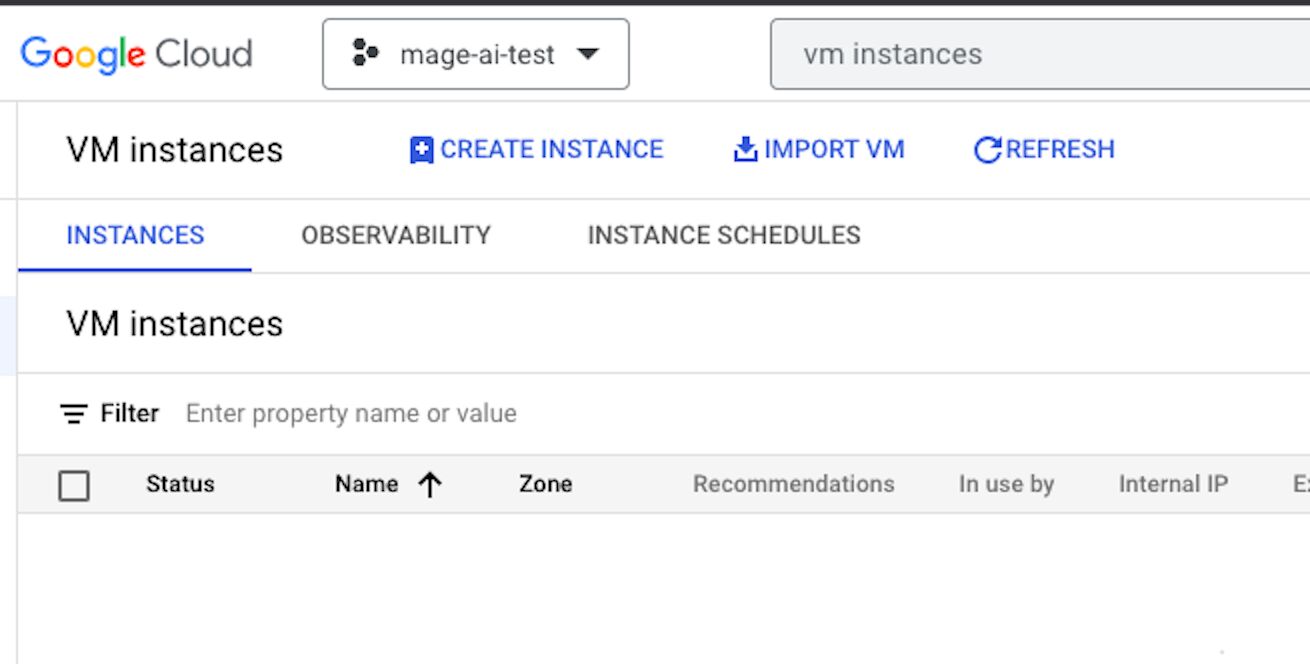 Google Cloud mage-ai-test vm instances
VM instances CREATE INSTANCE IMPORT VM REFRESH
INSTANCES OBSERVABILITY INSTANCE SCHEDULES
VM instances
Filter Enter property name or value
Status Name Zone Recommendations In use by Internal IP